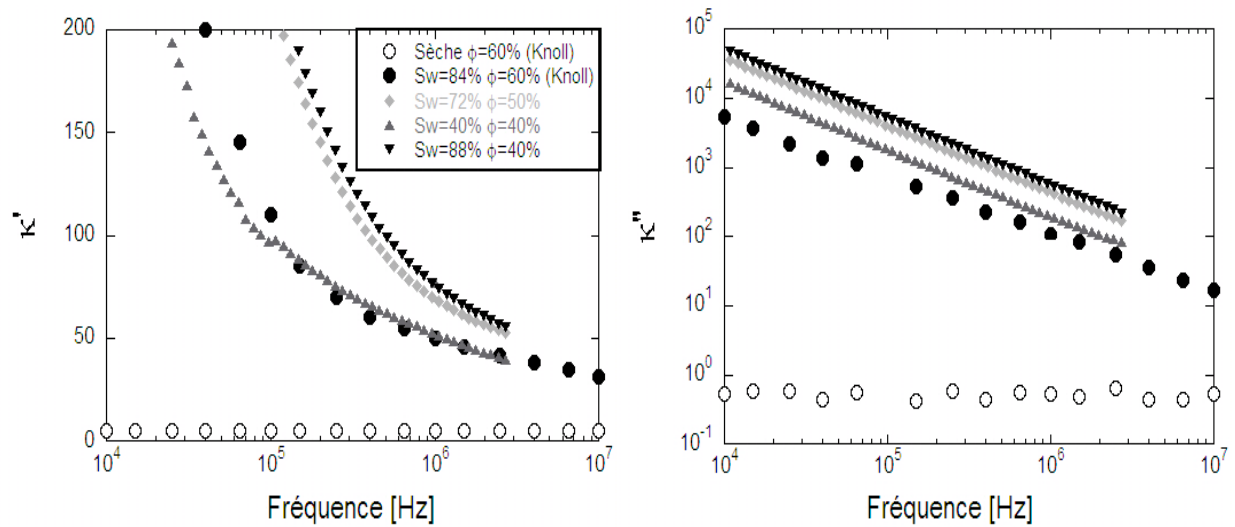 200
150
100
50
0
10^4
10^5
10^6
10^7
κ'
Fréquence [Hz]
Sèche ϕ=60% (Knoll)
Sw=84% ϕ=60% (Knoll)
Sw=72% ϕ=50%
Sw=40% ϕ=40%
Sw=88% ϕ=40%
10^5
10^4
10^3
10^2
10^1
10^0
10^-1
10^4
10^5
10^6
10^7
κ"
Fréquence [Hz]